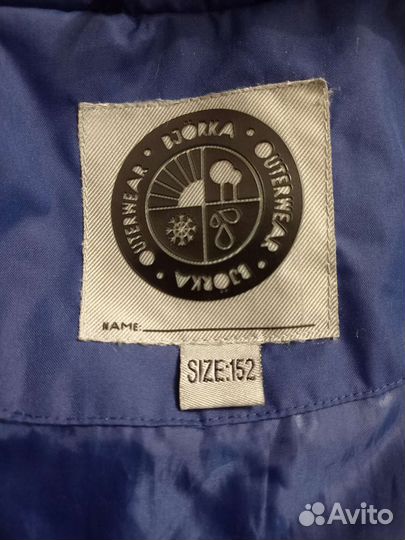 BJÖRKA · OUTERWEAR · BJÖRKA · OUTERWEAR ·
NAME:
SIZE:152
Avito